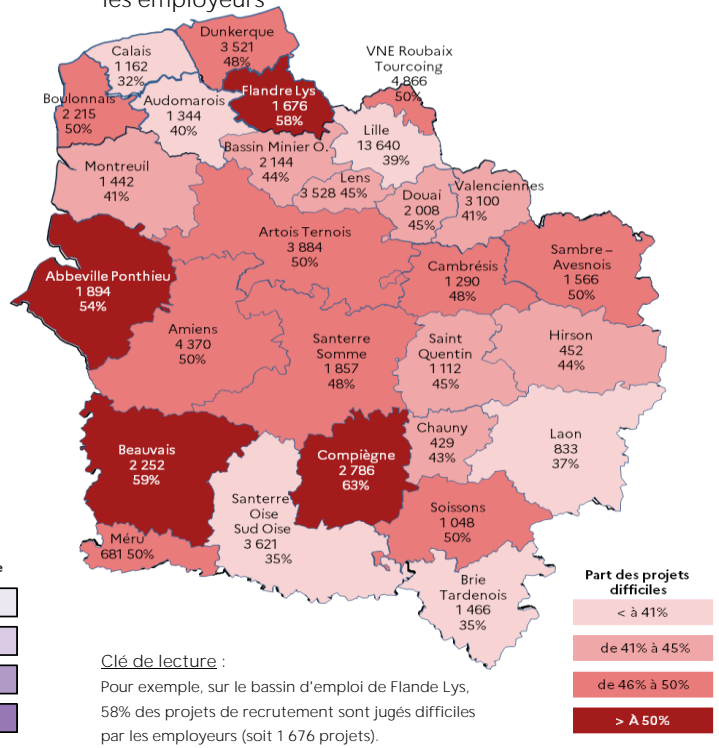 les employeurs
Dunkerque
3 521
48%
Calais
1 162
32%
VNE Roubaix
Tourcoing
4 866
50%
Boulonnais
2 215
50%
Audomarois
1 344
40%
Flandre Lys
1 676
58%
Lille
13 640
39%
Bassin Minier O.
2 144
44%
Montreuil
1 442
41%
Lens
3 528 45%
Douai
2 008
45%
Valenciennes
3 100
41%
Artois Ternois
3 884
50%
Cambrésis
1 290
48%
Sambre –
Avesnois
1 566
50%
Abbeville Ponthieu
1 894
54%
Amiens
4 370
50%
Santerre
Somme
1 857
48%
Saint
Quentin
1 112
45%
Hirson
452
44%
Beauvais
2 252
59%
Compiègne
2 786
63%
Chauny
429
43%
Laon
833
37%
Santerre
Oise
Sud Oise
3 621
35%
Soissons
1 048
50%
Méru
681 50%
Brie
Tardenois
1 466
35%
e
Part des projets
difficiles
< à 41%
de 41% à 45%
de 46% à 50%
> À 50%
Clé de lecture :
Pour exemple, sur le bassin d'emploi de Flande Lys,
58% des projets de recrutement sont jugés difficiles
par les employeurs (soit 1 676 projets).